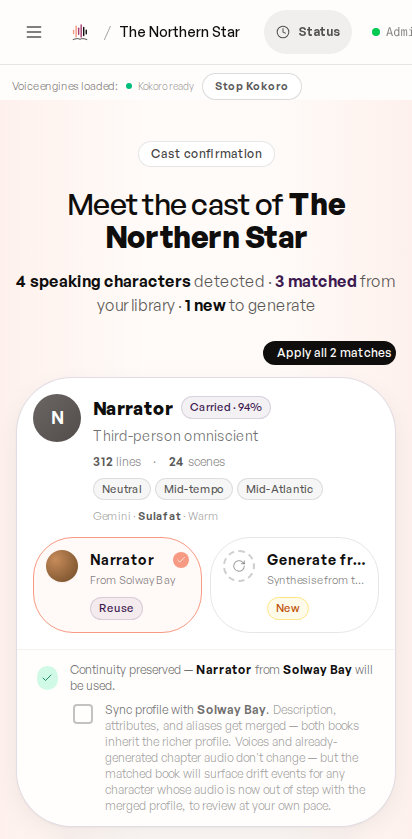 / The Northern Star Status
Voice engines loaded: Kokoro ready Stop Kokoro
Cast confirmation
Meet the cast of The
Northern Star
4 speaking characters detected · 3 matched from
your library · 1 new to generate
Apply all 2 matches
N
Narrator Carried · 94%
Third-person omniscient
312 lines · 24 scenes
Neutral Mid-tempo Mid-Atlantic
Gemini · Sulafat · Warm
Narrator
From Solway Bay
Reuse
Generate fr...
Synthesise from t...
New
Continuity preserved — Narrator from Solway Bay will
be used.
Sync profile with Solway Bay. Description,
attributes, and aliases get merged — both books
inherit the richer profile. Voices and already-
generated chapter audio don't change — but the
matched book will surface drift events for any
character whose audio is now out of step with the
merged profile, to review at your own pace.